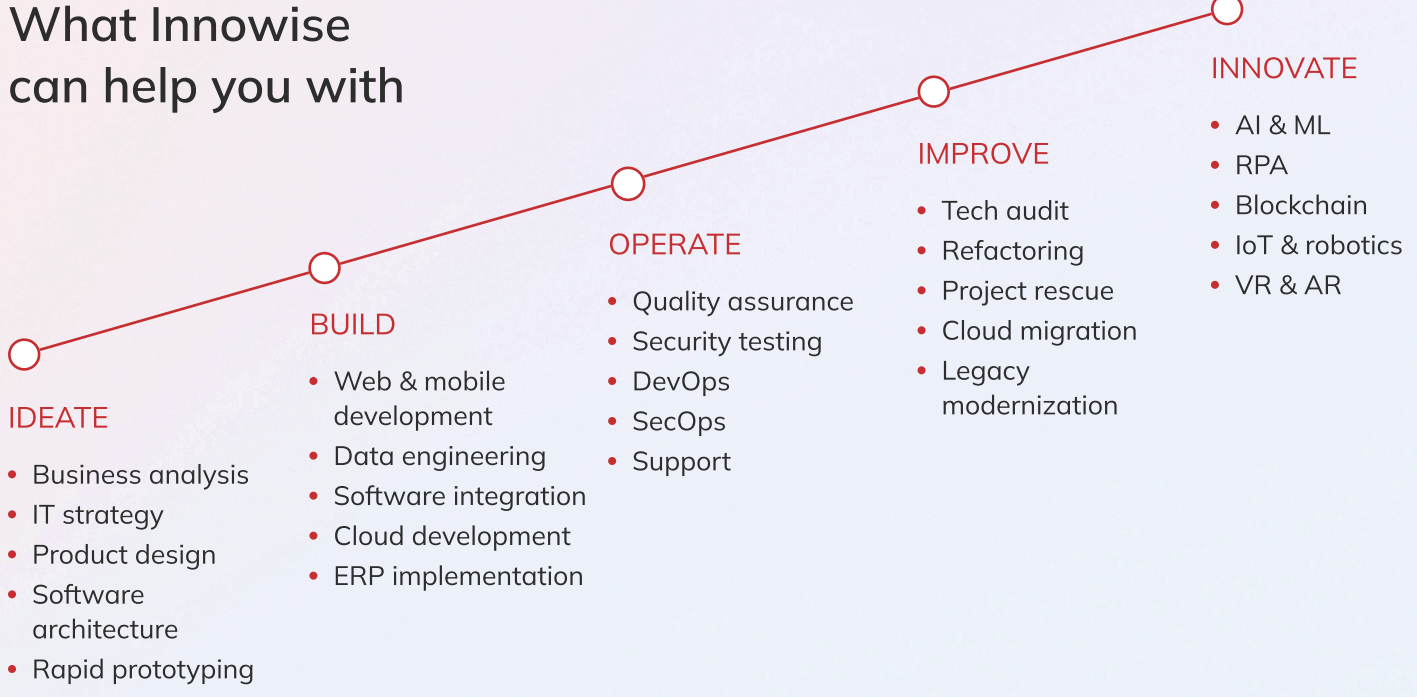 What Innowise
can help you with
IDEATE
• Business analysis
• IT strategy
• Product design
• Software
architecture
• Rapid prototyping
BUILD
• Web & mobile
development
• Data engineering
• Software integration
• Cloud development
• ERP implementation
OPERATE
• Quality assurance
• Security testing
• DevOps
• SecOps
• Support
IMPROVE
• Tech audit
• Refactoring
• Project rescue
• Cloud migration
• Legacy
modernization
INNOVATE
• AI & ML
• RPA
• Blockchain
• IoT & robotics
• VR & AR